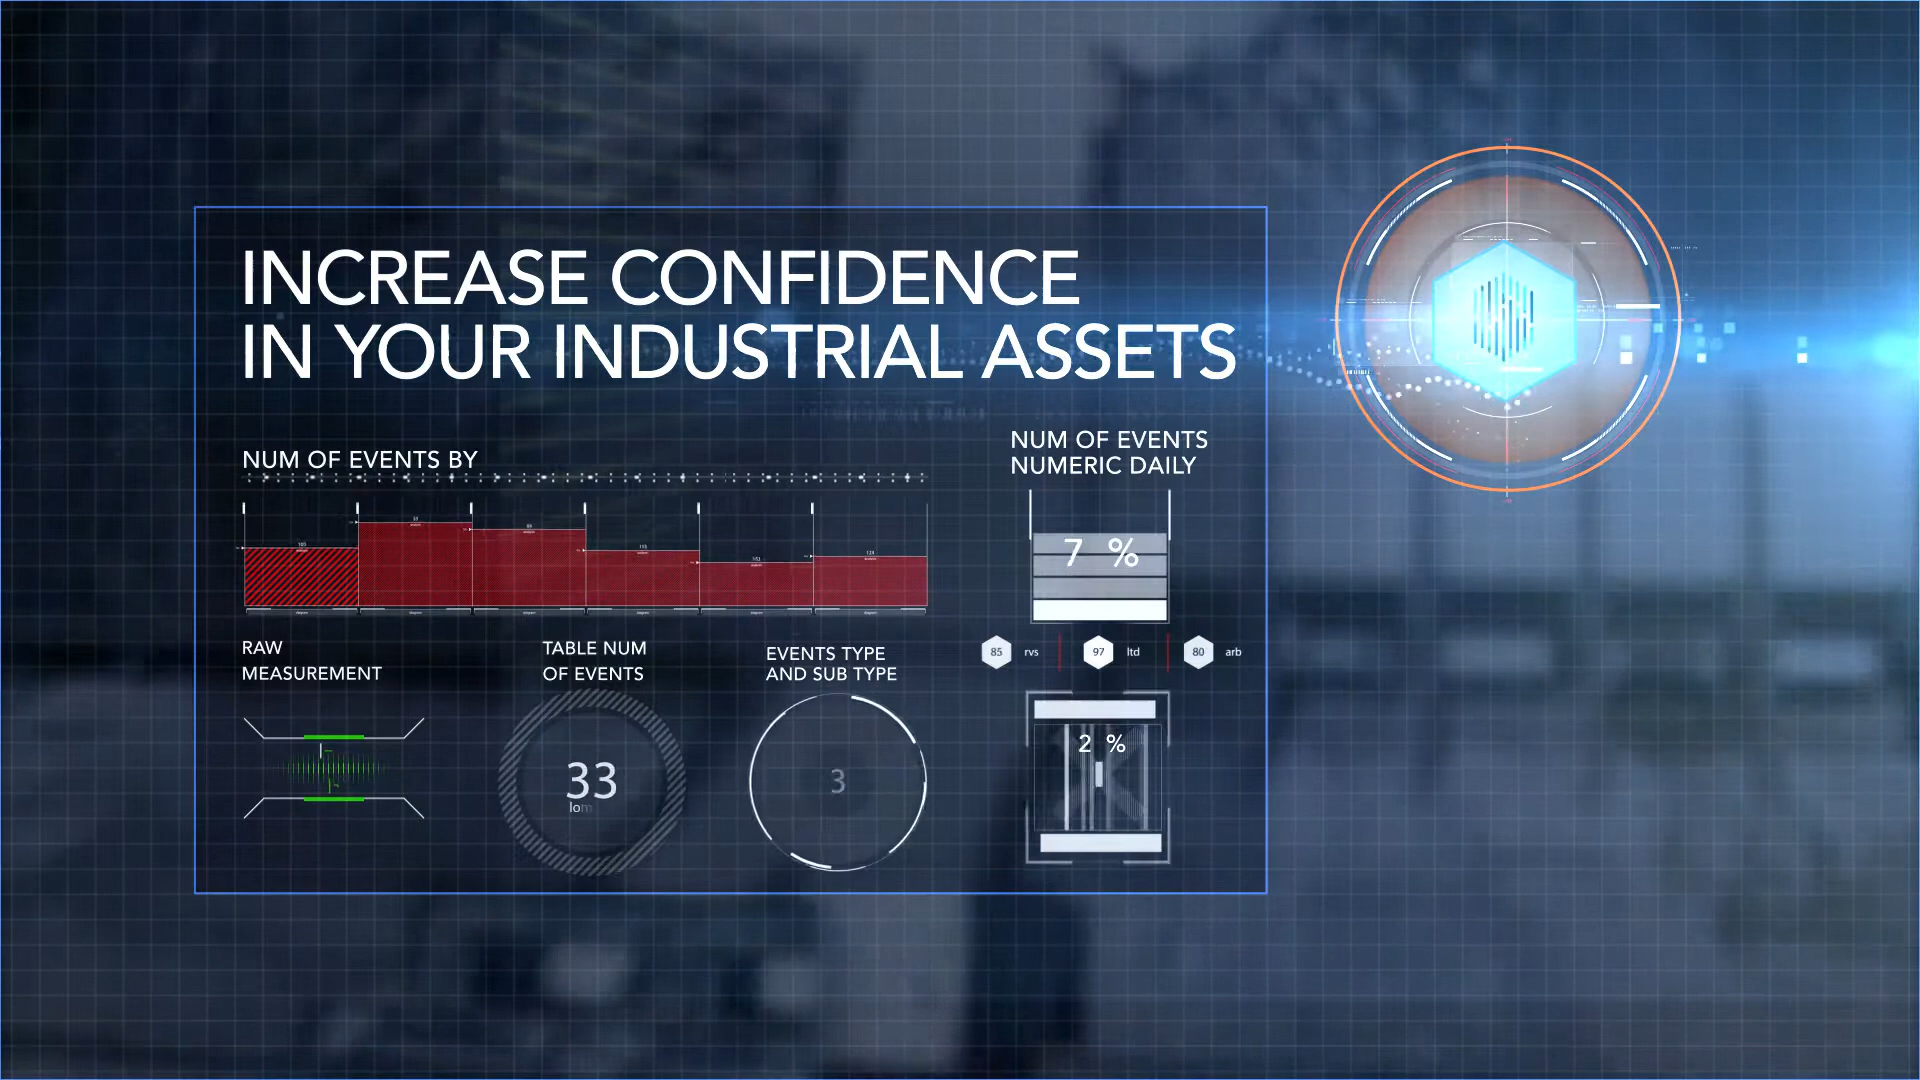 INCREASE CONFIDENCE
IN YOUR INDUSTRIAL ASSETS
NUM OF EVENTS BY
NUM OF EVENTS
NUMERIC DAILY
7 %
85 rvs 97 ltd 80 arb
RAW
MEASUREMENT
TABLE NUM
OF EVENTS
EVENTS TYPE
AND SUB TYPE
33
lom
3
2 %